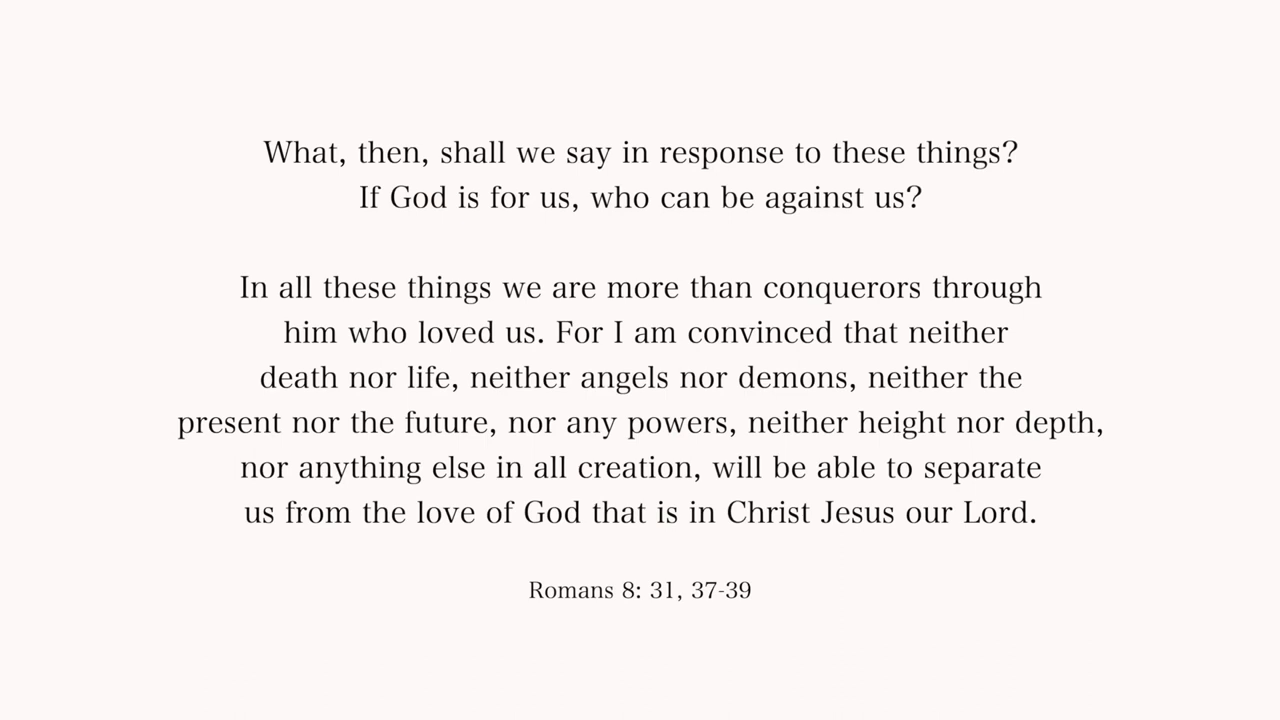 What, then, shall we say in response to these things?
If God is for us, who can be against us?
In all these things we are more than conquerors through
him who loved us. For I am convinced that neither
death nor life, neither angels nor demons, neither the
present nor the future, nor any powers, neither height nor depth,
nor anything else in all creation, will be able to separate
us from the love of God that is in Christ Jesus our Lord.
Romans 8: 31, 37-39